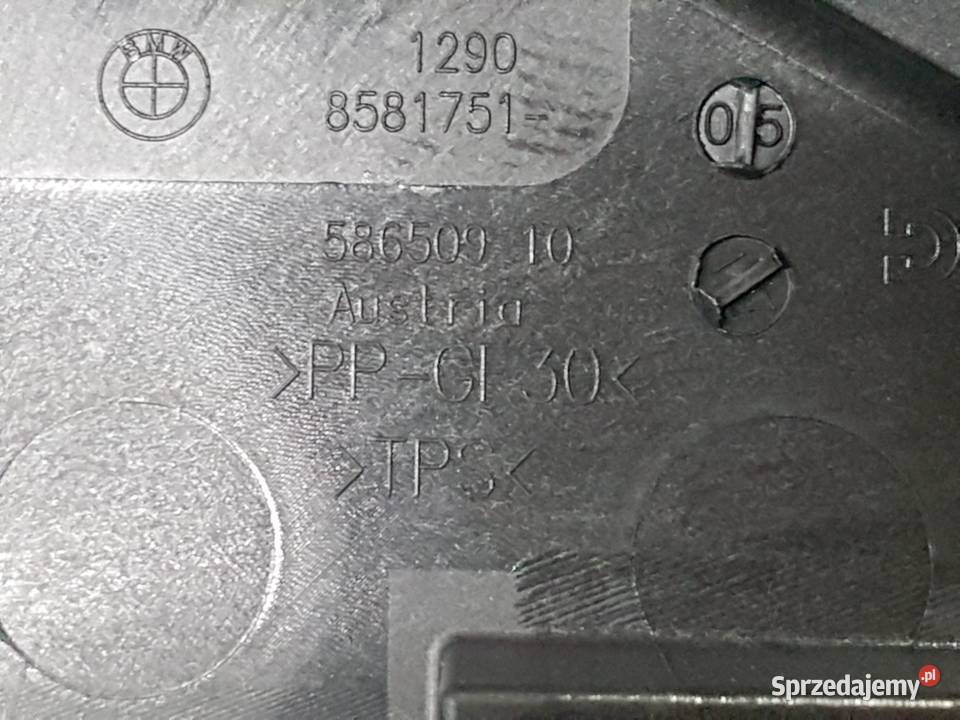 BMW
1290
8581751-
05
586509 10
Austria
>PP-GF30<
>TPS<
Sprzedajemy.pl